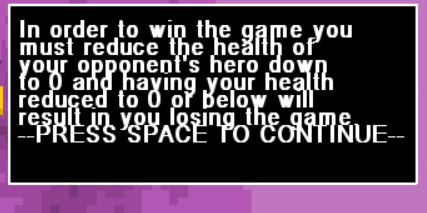 In order to win the game you
must reduce the health of
your opponent's hero down
to 0 and having your health
reduced to 0 or below will
result in you losing the game.
--PRESS SPACE TO CONTINUE--